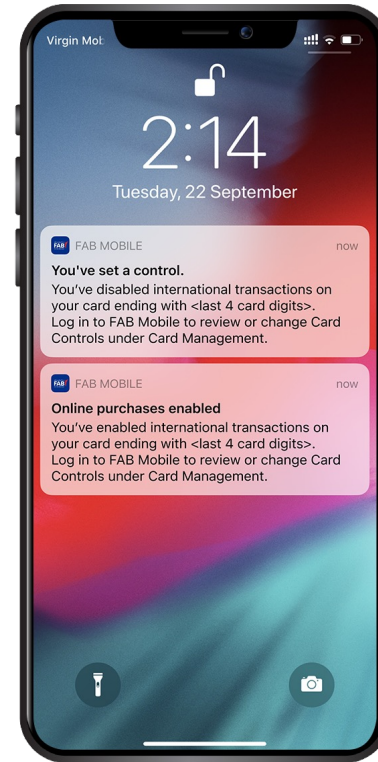 Virgin Mob
2:14
Tuesday, 22 September
FAB FAB MOBILE now
You've set a control.
You've disabled international transactions on
your card ending with <last 4 card digits>.
Log in to FAB Mobile to review or change Card
Controls under Card Management.
FAB FAB MOBILE now
Online purchases enabled
You've enabled international transactions on
your card ending with <last 4 card digits>.
Log in to FAB Mobile to review or change Card
Controls under Card Management.